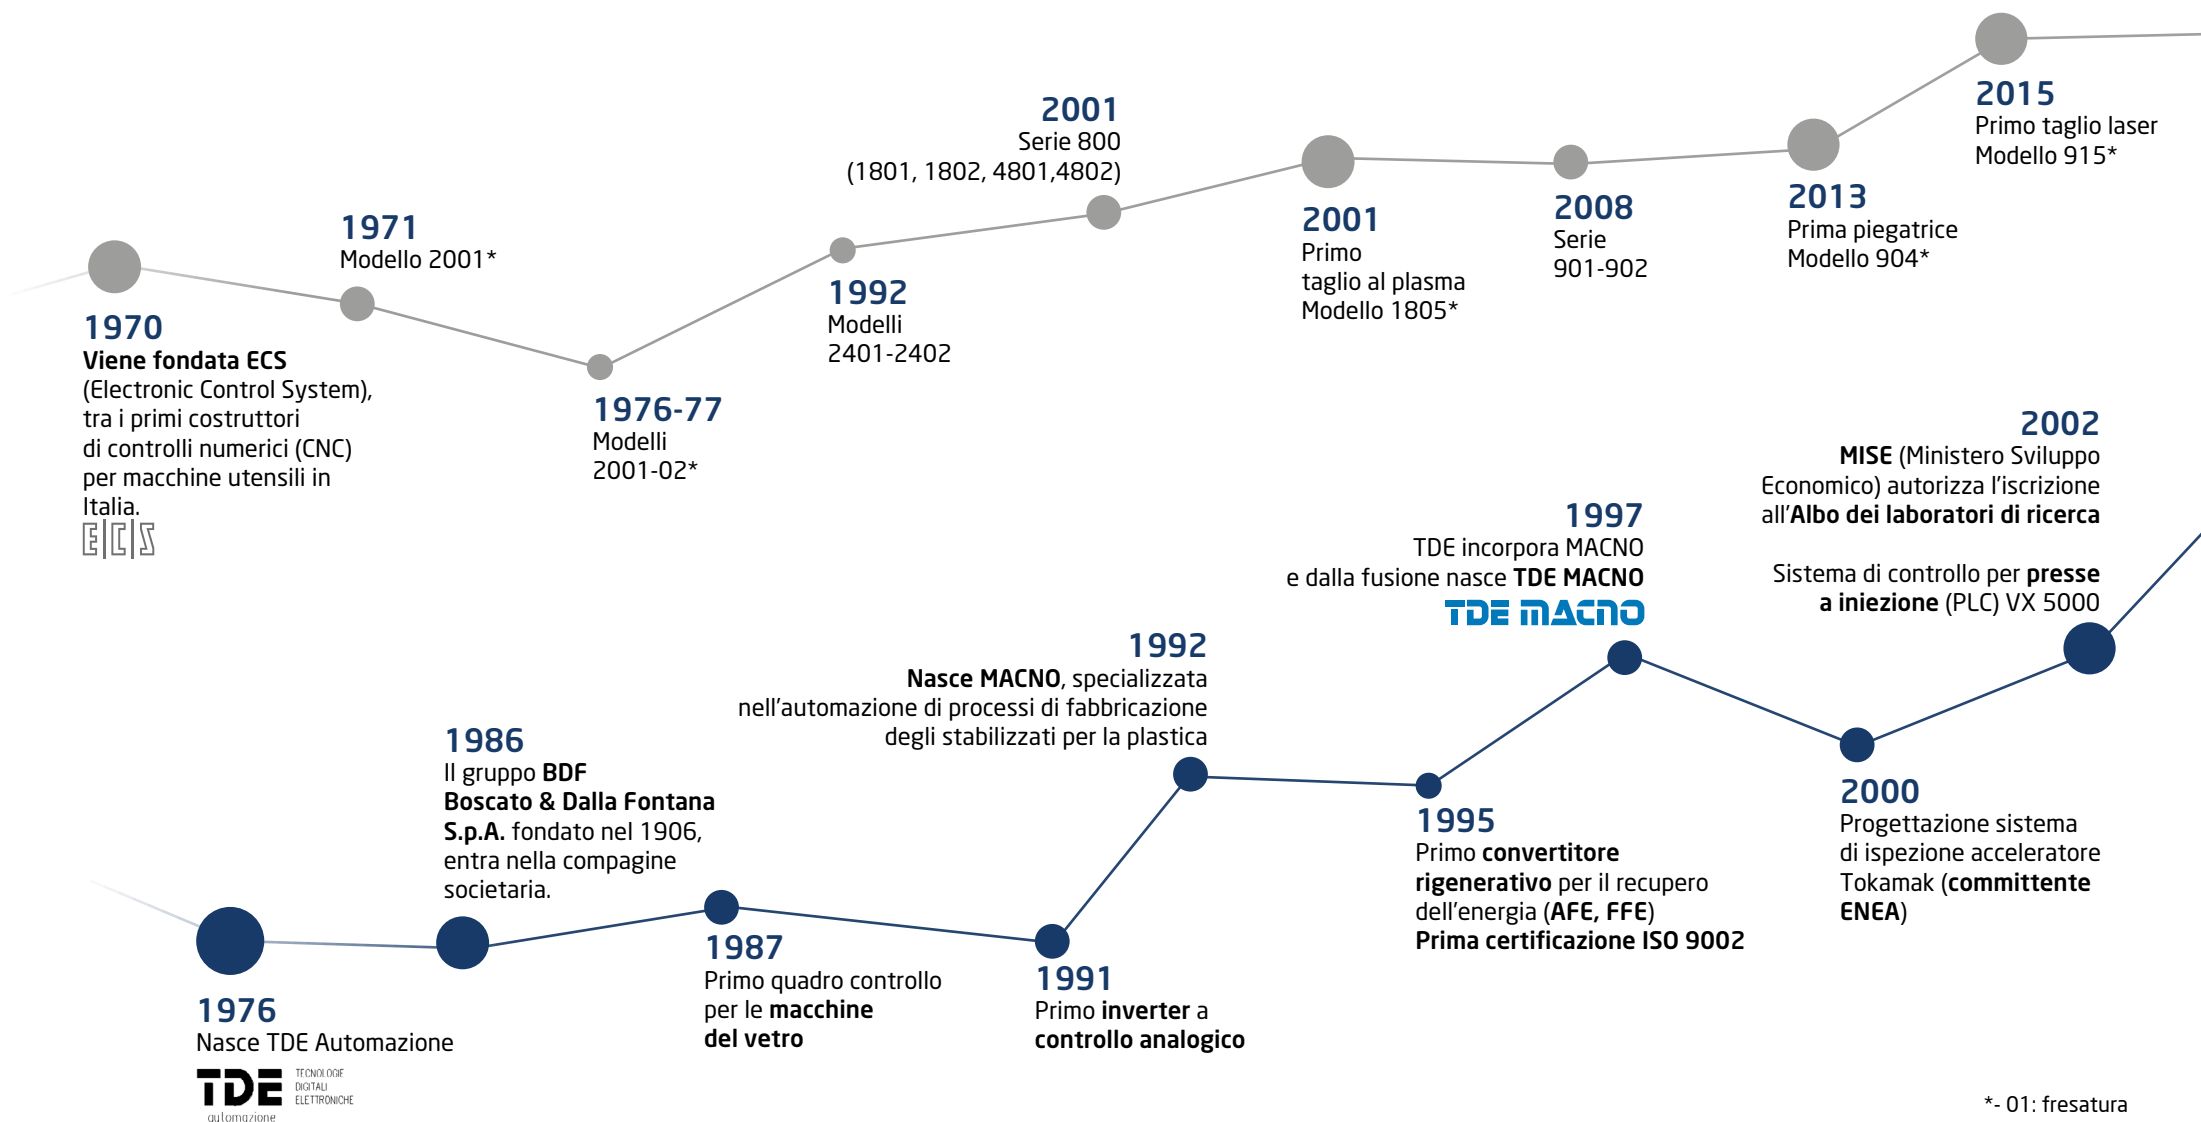 1970
Viene fondata ECS
(Electronic Control System),
tra i primi costruttori
di controlli numerici (CNC)
per macchine utensili in
Italia.
ECS
1971
Modello 2001*
1976-77
Modelli
2001-02*
1992
Modelli
2401-2402
2001
Serie 800
(1801, 1802, 4801,4802)
2001
Primo
taglio al plasma
Modello 1805*
2008
Serie
901-902
2013
Prima piegatrice
Modello 904*
2015
Primo taglio laser
Modello 915*
1976
Nasce TDE Automazione
TDE
TECNOLOGIE
DIGITALI
ELETTRONICHE
automazione
1986
Il gruppo BDF
Boscato & Dalla Fontana
S.p.A. fondato nel 1906,
entra nella compagine
societaria.
1987
Primo quadro controllo
per le macchine
del vetro
1991
Primo inverter a
controllo analogico
1992
Nasce MACNO, specializzata
nell'automazione di processi di fabbricazione
degli stabilizzati per la plastica
1995
Primo convertitore
rigenerativo per il recupero
dell'energia (AFE, FFE)
Prima certificazione ISO 9002
1997
TDE incorpora MACNO
e dalla fusione nasce TDE MACNO
TDE MACNO
2000
Progettazione sistema
di ispezione acceleratore
Tokamak (committente
ENEA)
2002
MISE (Ministero Sviluppo
Economico) autorizza l'iscrizione
all'Albo dei laboratori di ricerca
Sistema di controllo per presse
a iniezione (PLC) VX 5000
*- 01: fresatura